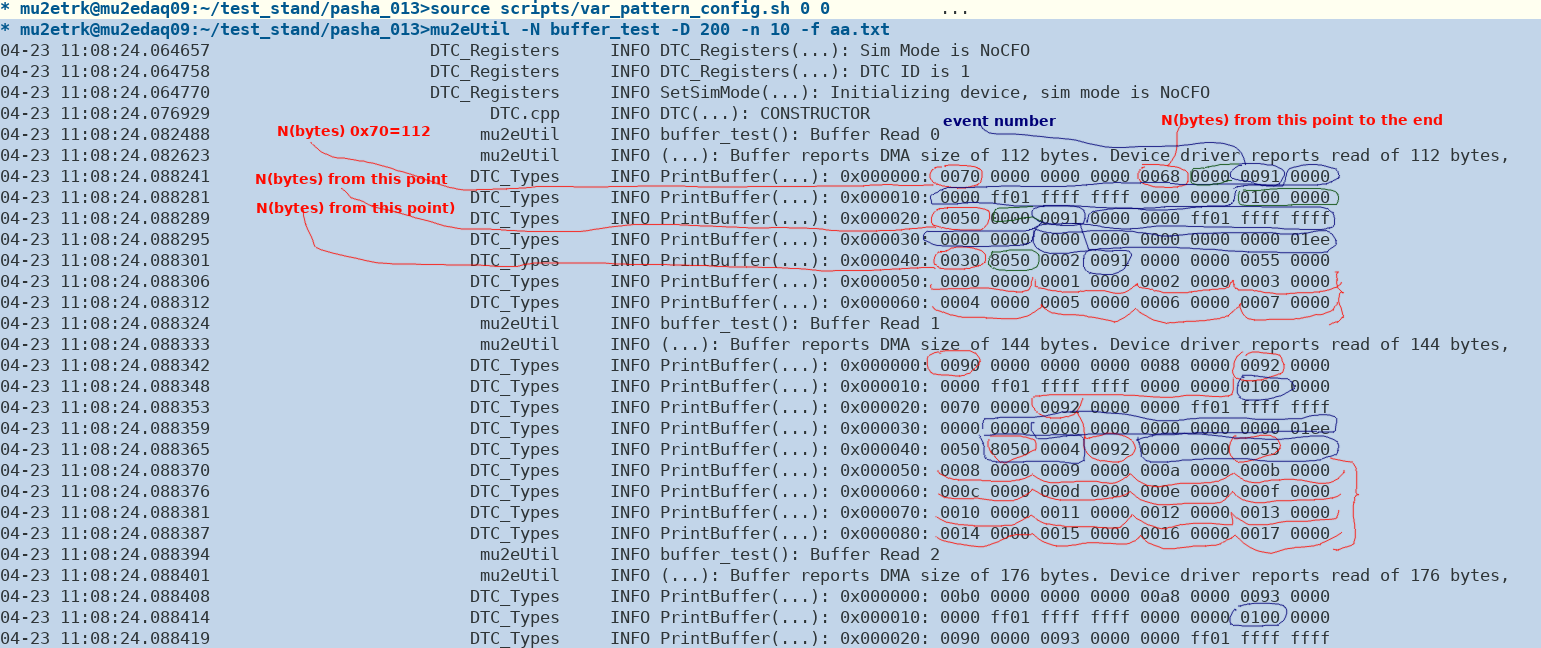 * mu2etrk@mu2edaq09:~/test_stand/pasha_013>source scripts/var_pattern_config.sh 0 0 ...
* mu2etrk@mu2edaq09:~/test_stand/pasha_013>mu2eUtil -N buffer_test -D 200 -n 10 -f aa.txt
04-23 11:08:24.064657 DTC_Registers INFO DTC_Registers(...): Sim Mode is NoCFO
04-23 11:08:24.064758 DTC_Registers INFO DTC_Registers(...): DTC ID is 1
04-23 11:08:24.064770 DTC_Registers INFO SetSimMode(...): Initializing device, sim mode is NoCFO
04-23 11:08:24.076929 DTC.cpp INFO DTC(...): CONSTRUCTOR
event number
N(bytes) from this point to the end
N(bytes) 0x70=112
04-23 11:08:24.082488 mu2eUtil INFO buffer_test(): Buffer Read 0
04-23 11:08:24.082623 mu2eUtil INFO (...): Buffer reports DMA size of 112 bytes. Device driver reports read of 112 bytes,
04-23 11:08:24.088241 DTC_Types INFO PrintBuffer(...): 0x000000: 0070 0000 0000 0000 0068 0000 0091 0000
N(bytes) from this point
04-23 11:08:24.088281 DTC_Types INFO PrintBuffer(...): 0x000010: 0000 ff01 ffff ffff 0000 0000 0100 0000
N(bytes) from this point)
04-23 11:08:24.088289 DTC_Types INFO PrintBuffer(...): 0x000020: 0050 0000 0091 0000 0000 ff01 ffff ffff
04-23 11:08:24.088295 DTC_Types INFO PrintBuffer(...): 0x000030: 0000 0000 0000 0000 0000 0000 0000 01ee
04-23 11:08:24.088301 DTC_Types INFO PrintBuffer(...): 0x000040: 0030 8050 0002 0091 0000 0000 0055 0000
04-23 11:08:24.088306 DTC_Types INFO PrintBuffer(...): 0x000050: 0000 0000 0001 0000 0002 0000 0003 0000
04-23 11:08:24.088312 DTC_Types INFO PrintBuffer(...): 0x000060: 0004 0000 0005 0000 0006 0000 0007 0000
04-23 11:08:24.088324 mu2eUtil INFO buffer_test(): Buffer Read 1
04-23 11:08:24.088333 mu2eUtil INFO (...): Buffer reports DMA size of 144 bytes. Device driver reports read of 144 bytes,
04-23 11:08:24.088342 DTC_Types INFO PrintBuffer(...): 0x000000: 0090 0000 0000 0000 0088 0000 0092 0000
04-23 11:08:24.088348 DTC_Types INFO PrintBuffer(...): 0x000010: 0000 ff01 ffff ffff 0000 0000 0100 0000
04-23 11:08:24.088353 DTC_Types INFO PrintBuffer(...): 0x000020: 0070 0000 0092 0000 0000 ff01 ffff ffff
04-23 11:08:24.088359 DTC_Types INFO PrintBuffer(...): 0x000030: 0000 0000 0000 0000 0000 0000 0000 01ee
04-23 11:08:24.088365 DTC_Types INFO PrintBuffer(...): 0x000040: 0050 8050 0004 0092 0000 0000 0055 0000
04-23 11:08:24.088370 DTC_Types INFO PrintBuffer(...): 0x000050: 0008 0000 0009 0000 000a 0000 000b 0000
04-23 11:08:24.088376 DTC_Types INFO PrintBuffer(...): 0x000060: 000c 0000 000d 0000 000e 0000 000f 0000
04-23 11:08:24.088381 DTC_Types INFO PrintBuffer(...): 0x000070: 0010 0000 0011 0000 0012 0000 0013 0000
04-23 11:08:24.088387 DTC_Types INFO PrintBuffer(...): 0x000080: 0014 0000 0015 0000 0016 0000 0017 0000
04-23 11:08:24.088394 mu2eUtil INFO buffer_test(): Buffer Read 2
04-23 11:08:24.088401 mu2eUtil INFO (...): Buffer reports DMA size of 176 bytes. Device driver reports read of 176 bytes,
04-23 11:08:24.088408 DTC_Types INFO PrintBuffer(...): 0x000000: 00b0 0000 0000 0000 00a8 0000 0093 0000
04-23 11:08:24.088414 DTC_Types INFO PrintBuffer(...): 0x000010: 0000 ff01 ffff ffff 0000 0000 0100 0000
04-23 11:08:24.088419 DTC_Types INFO PrintBuffer(...): 0x000020: 0090 0000 0093 0000 0000 ff01 ffff ffff